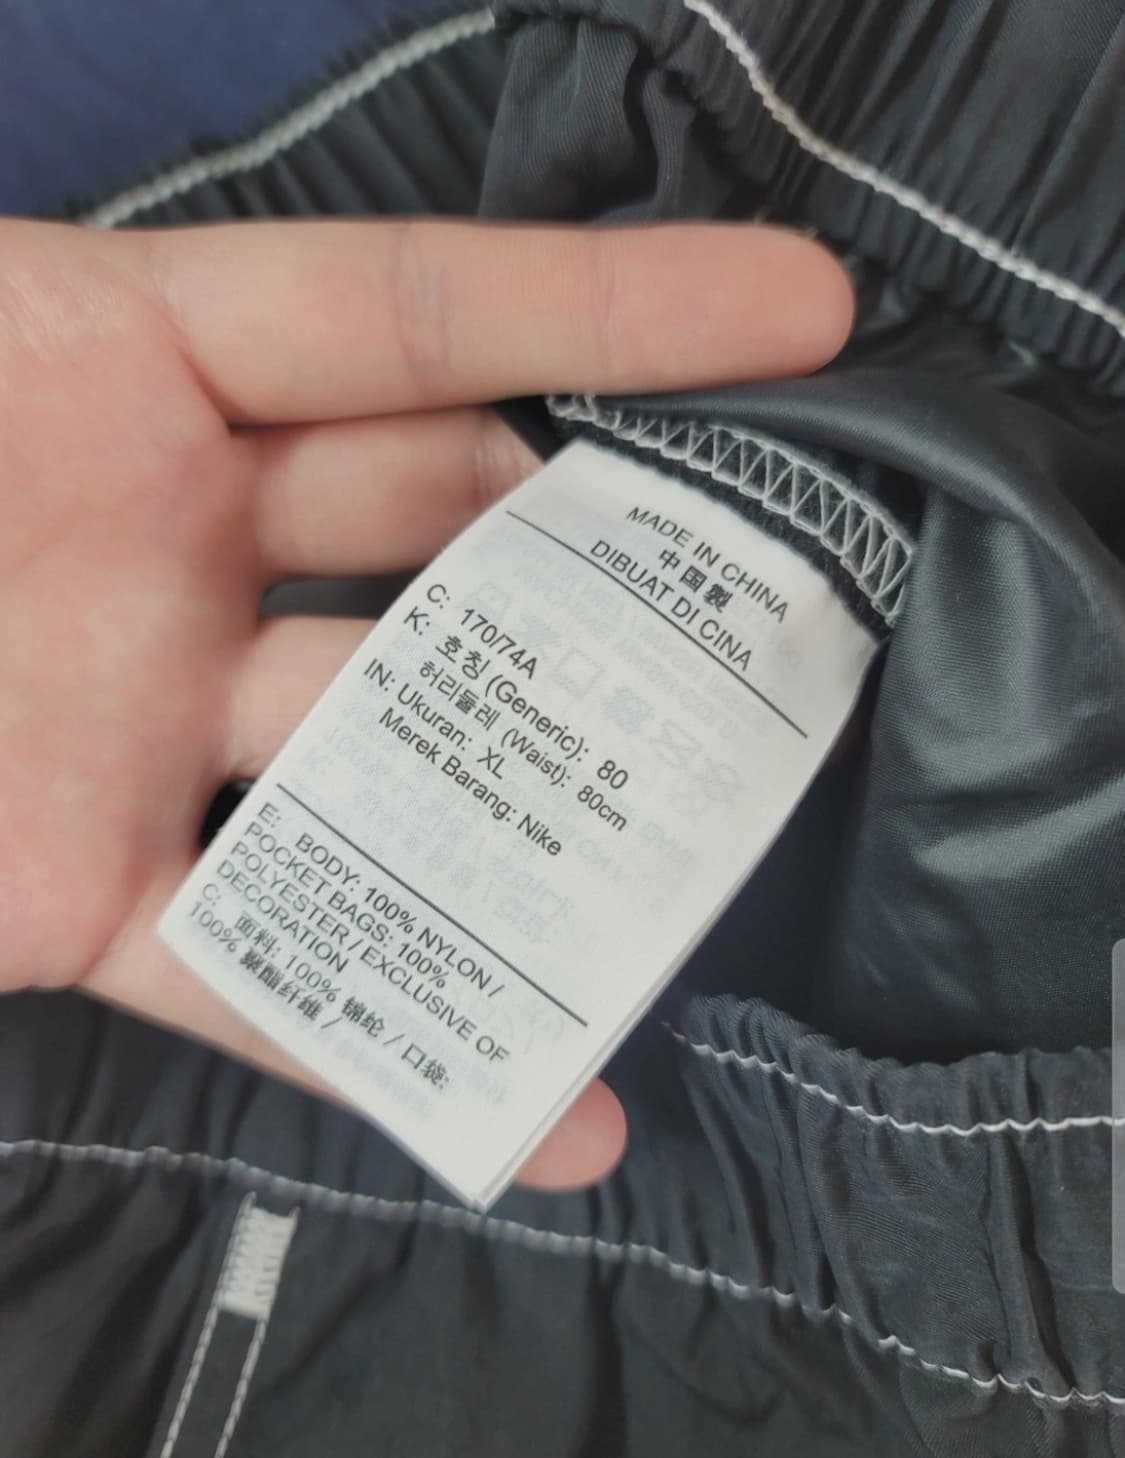 MADE IN CHINA
中国製
DIBUAT DI CINA
C: 170/74A
K: 호칭 (Generic): 80
허리둘레 (Waist): 80cm
IN: Ukuran: XL
Merek Barang: Nike
E: BODY: 100% NYLON /
POCKET BAGS: 100%
POLYESTER / EXCLUSIVE OF
DECORATION
C: 面料: 100% 锦纶 / 口袋:
100% 聚酯纤维 /